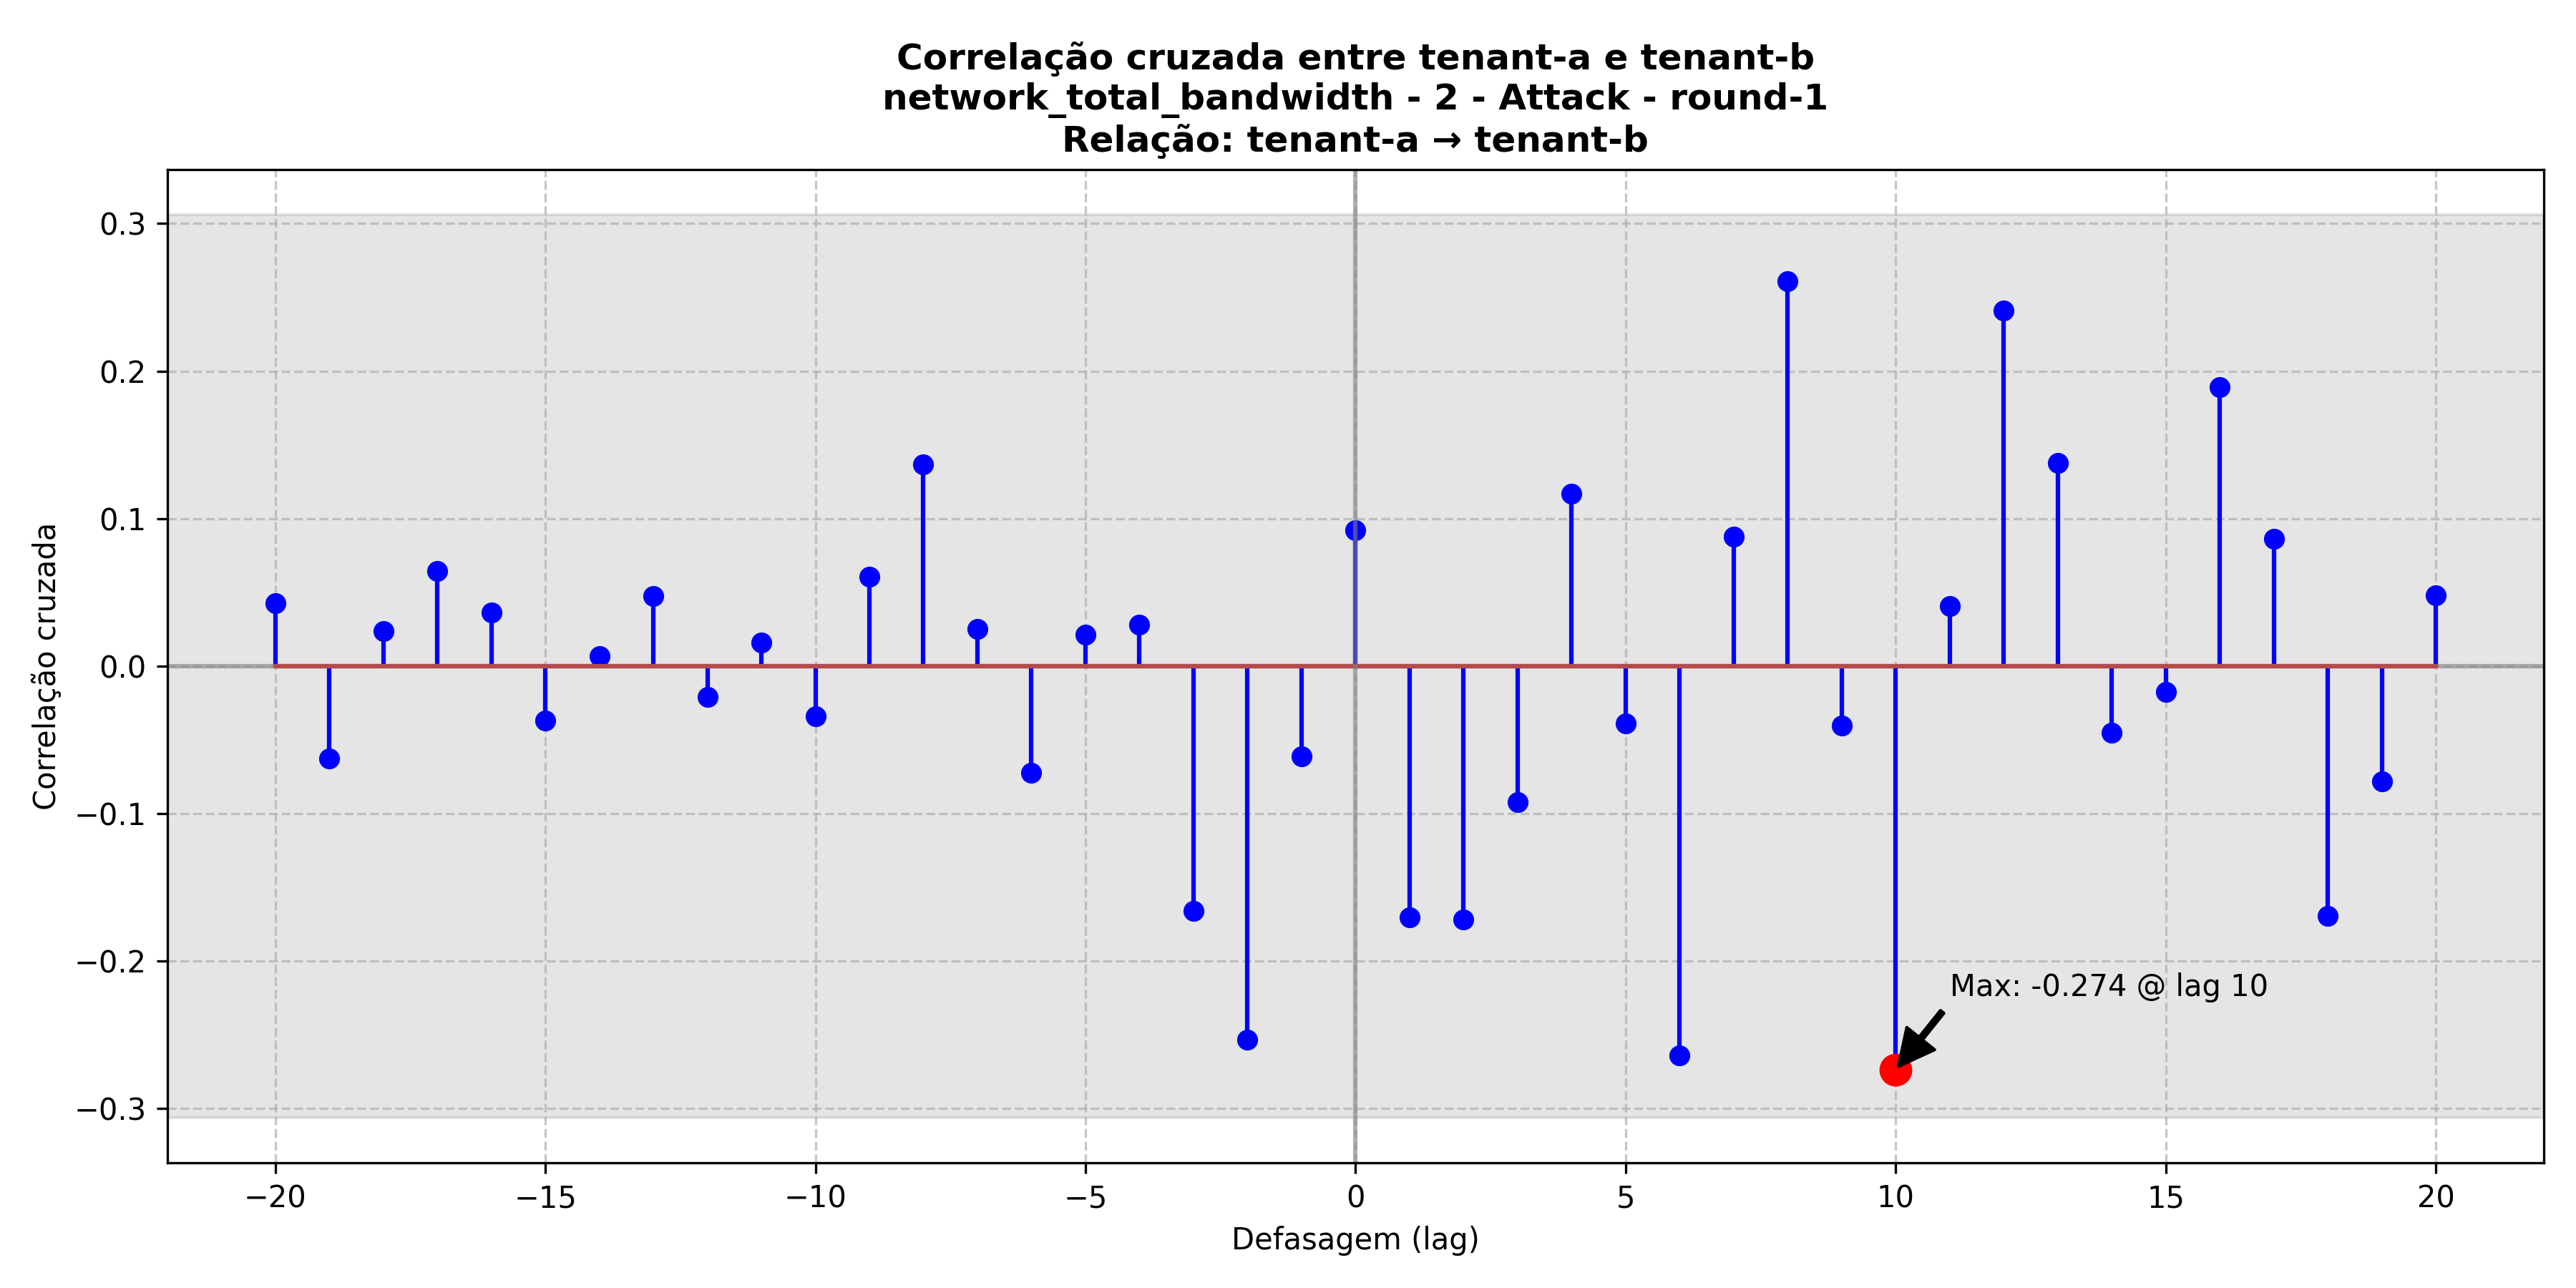 Correlação cruzada entre tenant-a e tenant-b
network_total_bandwidth - 2 - Attack - round-1
Relação: tenant-a → tenant-b
Correlação cruzada
0.3
0.2
0.1
0.0
−0.1
−0.2
−0.3
Max: -0.274 @ lag 10
−20
−15
−10
−5
0
5
10
15
20
Defasagem (lag)